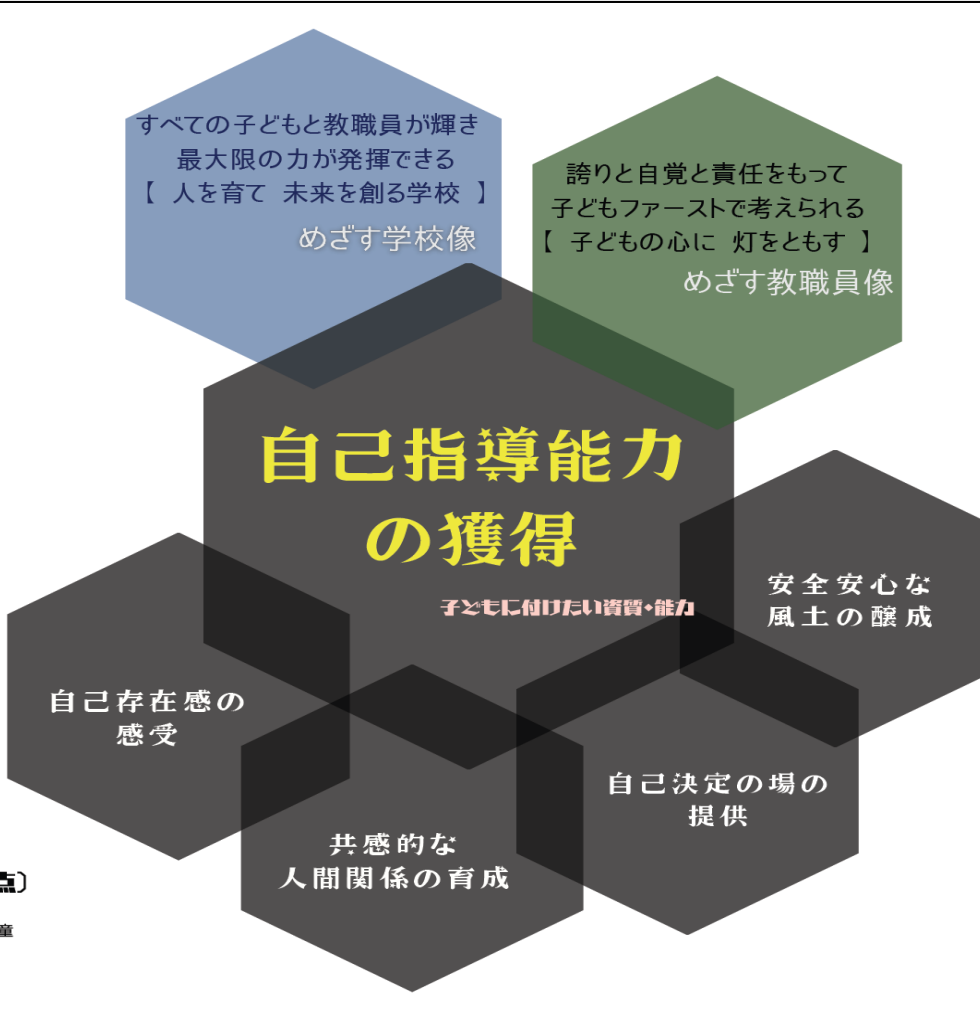 すべての子どもと教職員が輝き
最大限の力が発揮できる
【 人を育て 未来を創る学校 】
めざす学校像
誇りと自覚と責任をもって
子どもファーストで考えられる
【 子どもの心に 灯をともす 】
めざす教職員像
自己指導能力
の獲得
子どもに付けたい資質・能力
安全安心な
風土の醸成
自己存在感の
感受
自己決定の場の
提供
共感的な
人間関係の育成
点〕
童